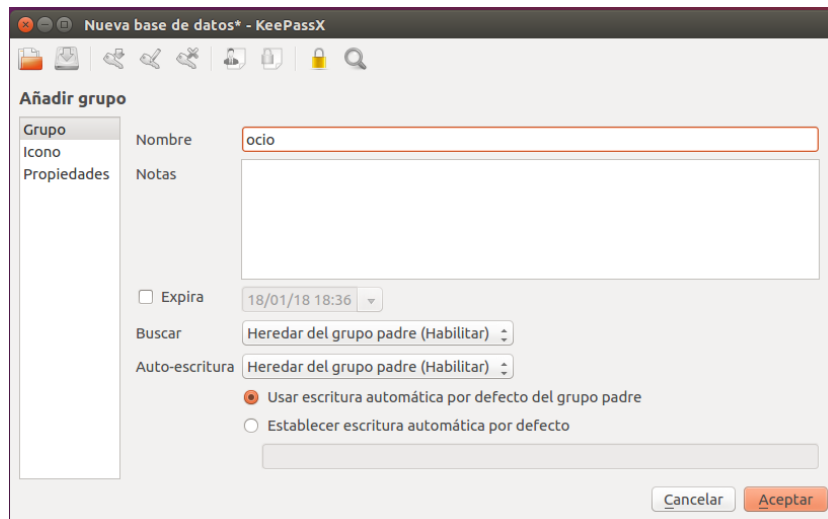 Nueva base de datos* - KeePassX
Añadir grupo
Grupo
Icono
Propiedades
Nombre
ocio
Notas
Expira
18/01/18 18:36
Buscar
Heredar del grupo padre (Habilitar)
Auto-escritura
Heredar del grupo padre (Habilitar)
Usar escritura automática por defecto del grupo padre
Establecer escritura automática por defecto
Cancelar
Aceptar